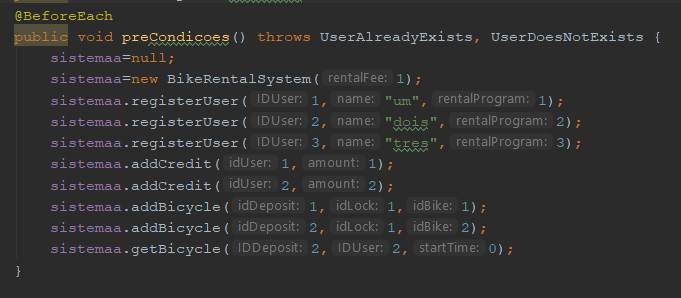 @BeforeEach
public void preCondicoes() throws UserAlreadyExists, UserDoesNotExists {
sistemaa=null;
sistemaa=new BikeRentalSystem( rentalFee: 1);
sistemaa.registerUser( IDUser: 1, name: "um", rentalProgram: 1);
sistemaa.registerUser( IDUser: 2, name: "dois", rentalProgram: 2);
sistemaa.registerUser( IDUser: 3, name: "tres", rentalProgram: 3);
sistemaa.addCredit( idUser: 1, amount: 1);
sistemaa.addCredit( idUser: 2, amount: 2);
sistemaa.addBicycle( idDeposit: 1, idLock: 1, idBike: 1);
sistemaa.addBicycle( idDeposit: 2, idLock: 1, idBike: 2);
sistemaa.getBicycle( IDDeposit: 2, IDUser: 2, startTime: 0);
}